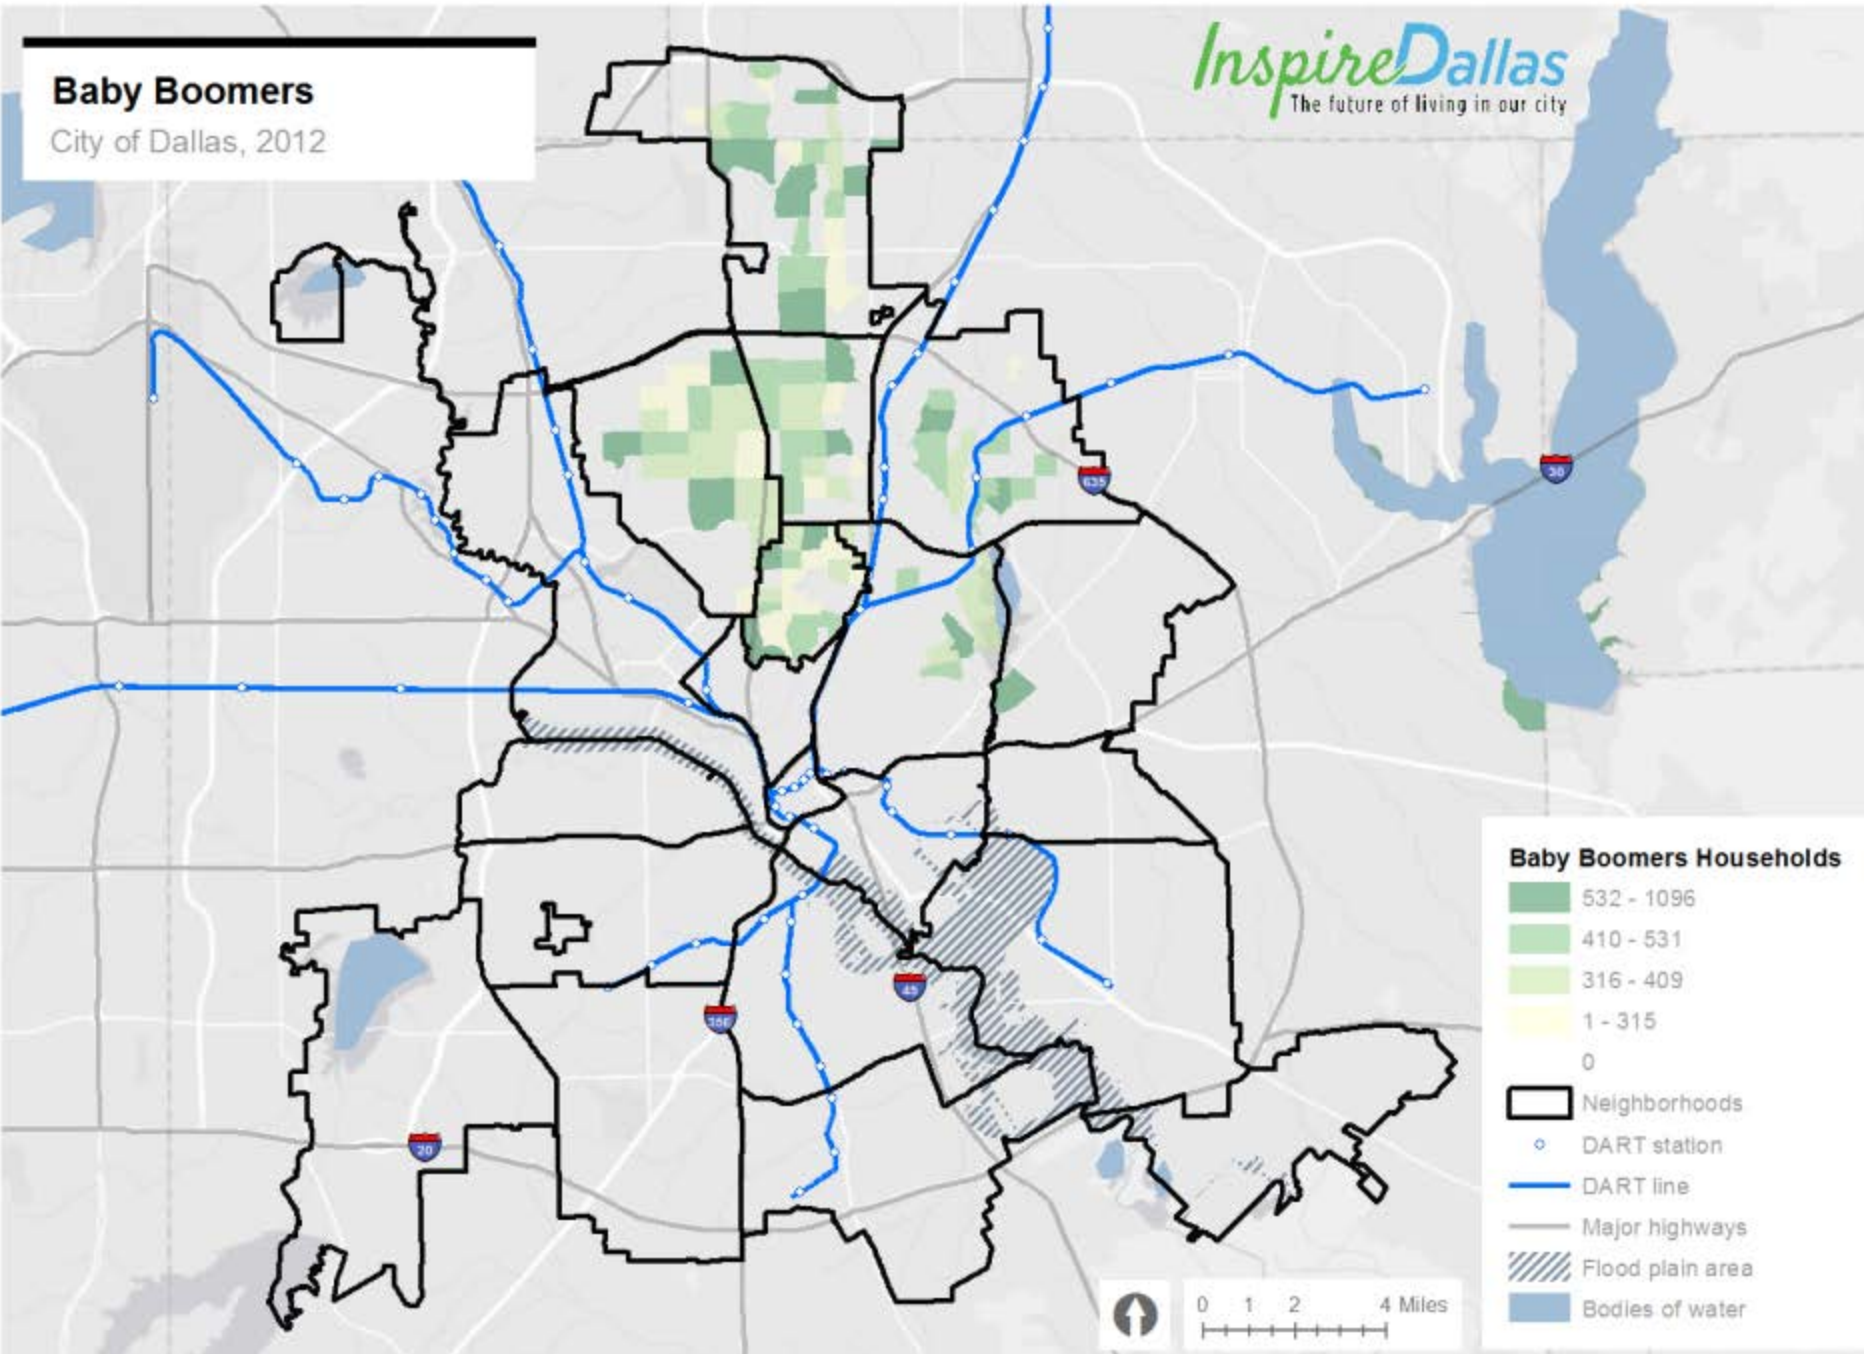 Baby Boomers
City of Dallas, 2012
InspireDallas
The future of living in our city
635
30
45
35E
20
Baby Boomers Households
532 - 1096
410 - 531
316 - 409
1 - 315
0
Neighborhoods
DART station
DART line
Major highways
Flood plain area
Bodies of water
0 1 2 4 Miles